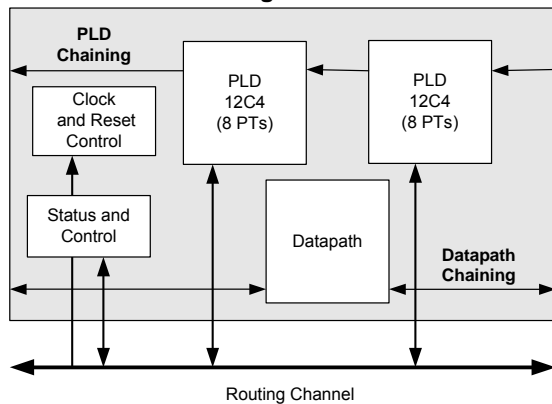 PLD
Chaining
PLD
12C4
(8 PTs)
PLD
12C4
(8 PTs)
Clock
and Reset
Control
Status and
Control
Datapath
Datapath
Chaining
Routing Channel